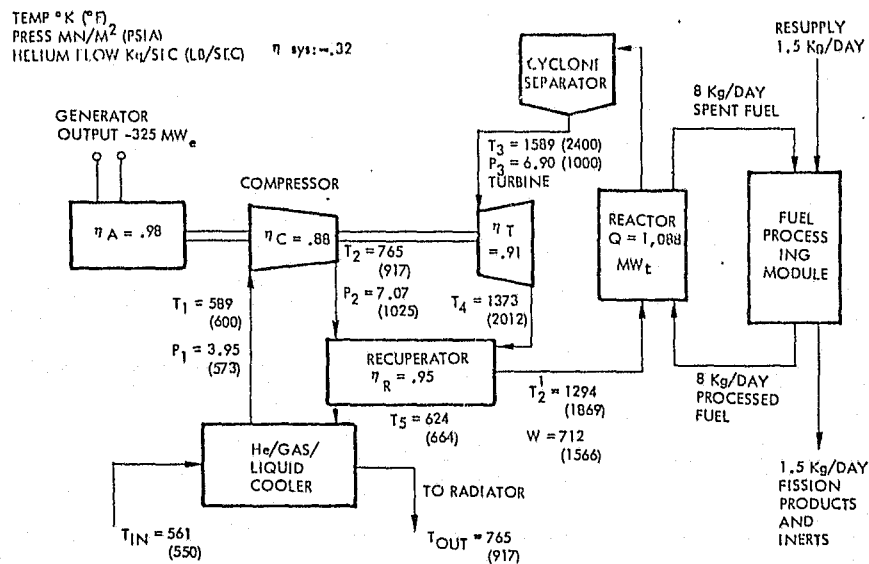 TEMP °K (°F)
PRESS MN/M² (PSIA)
HELIUM FLOW KG/SEC (LB/SEC) η sys:~.32
GENERATOR
OUTPUT ~325 MWe
η A = .98
COMPRESSOR
η C = .88
T2 = 765
(917)
P2 = 7.07
(1025)
T1 = 589
(600)
P1 = 3.95
(573)
CYCLONE
SEPARATOR
T3 = 1589 (2400)
P3 = 6.90 (1000)
TURBINE
η T
=.91
T4 = 1373
(2012)
RECUPERATOR
ηR = .95
T5 = 624
(664)
T2¹ = 1294
(1869)
W = 712
(1566)
He/GAS/
LIQUID
COOLER
TO RADIATOR
TIN = 561
(550)
TOUT = 765
(917)
REACTOR
Q = 1,088
MWt
8 Kg/DAY
SPENT FUEL
RESUPPLY
1.5 Kg/DAY
FUEL
PROCESS
ING
MODULE
8 Kg/DAY
PROCESSED
FUEL
1.5 Kg/DAY
FISSION
PRODUCTS
AND
INERTS